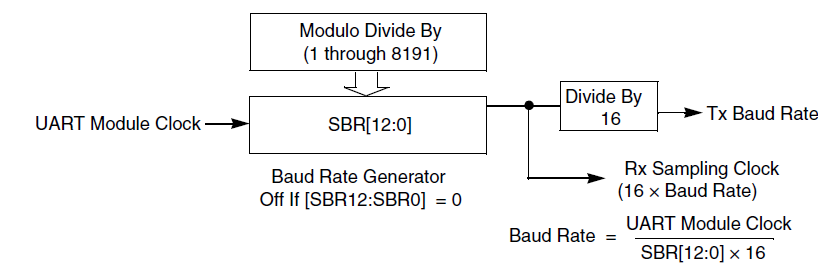 Modulo Divide By
(1 through 8191)
UART Module Clock
SBR[12:0]
Divide By
16
Tx Baud Rate
Baud Rate Generator
Off If [SBR12:SBR0] = 0
Rx Sampling Clock
(16 × Baud Rate)
Baud Rate =
UART Module Clock
SBR[12:0] × 16